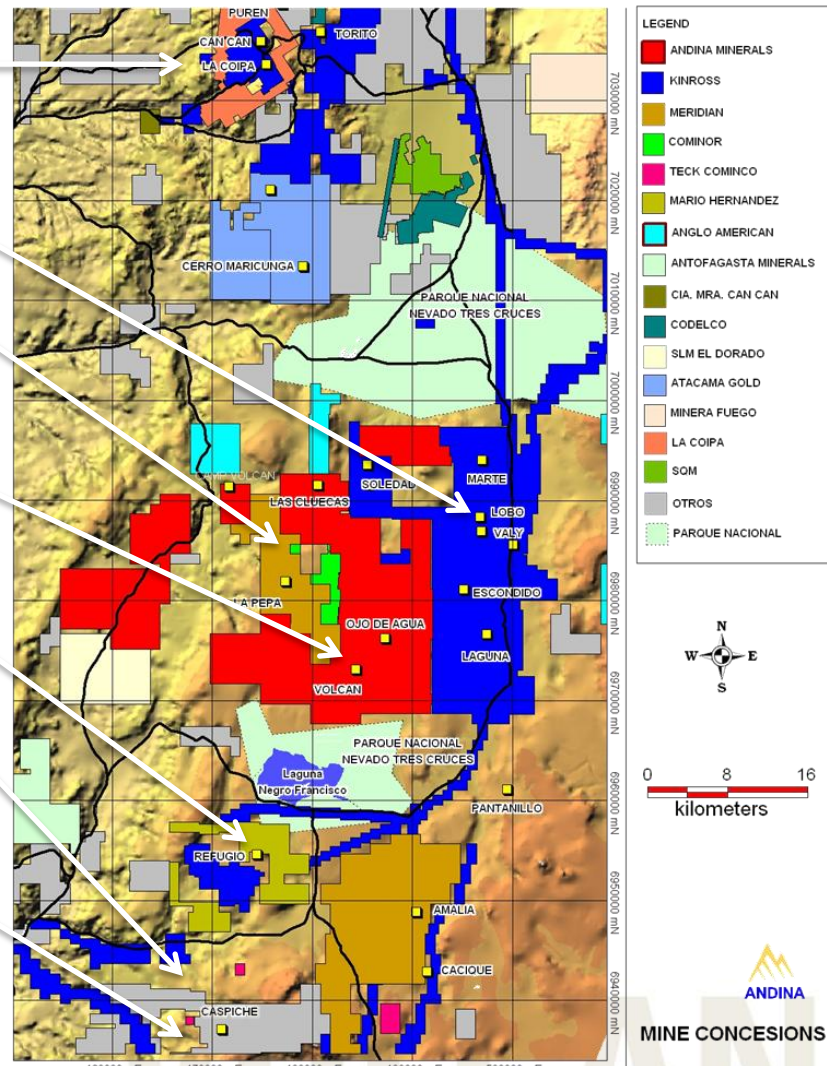 PUREN
CAN CAN
TORITO
LA COIPA
7030000 mN
7020000 mN
CERRO MARICUNGA
7010000 mN
PARQUE NACIONAL
NEVADO TRES CRUCES
7000000 mN
CAMP VOLCAN
LAS CLUECAS
SOLEDAD
MARTE
6990000 mN
LOBO
VALY
LA PEPA
ESCONDIDO
6980000 mN
OJO DE AGUA
LAGUNA
VOLCAN
6970000 mN
PARQUE NACIONAL
NEVADO TRES CRUCES
Laguna
Negro Francisco
6960000 mN
PANTANILLO
REFUGIO
6950000 mN
AMALIA
CACIQUE
6940000 mN
CASPICHE
LEGEND
ANDINA MINERALS
KINROSS
MERIDIAN
COMINOR
TECK COMINCO
MARIO HERNANDEZ
ANGLO AMERICAN
ANTOFAGASTA MINERALS
CIA. MRA. CAN CAN
CODELCO
SLM EL DORADO
ATACAMA GOLD
MINERA FUEGO
LA COIPA
SQM
OTROS
PARQUE NACIONAL
N
W E
S
0 8 16
kilometers
ANDINA
MINE CONCESIONS